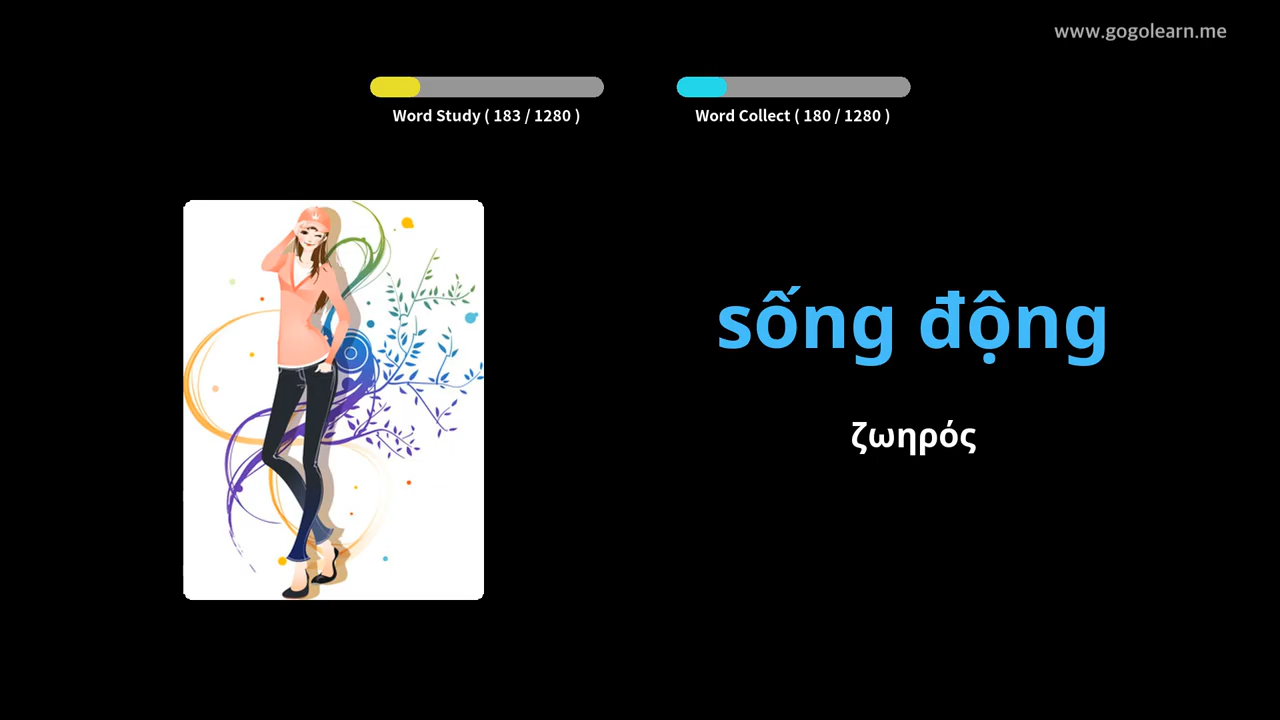 www.gogolearn.me
Word Study ( 183 / 1280 )
Word Collect ( 180 / 1280 )
sống động
ζωηρός